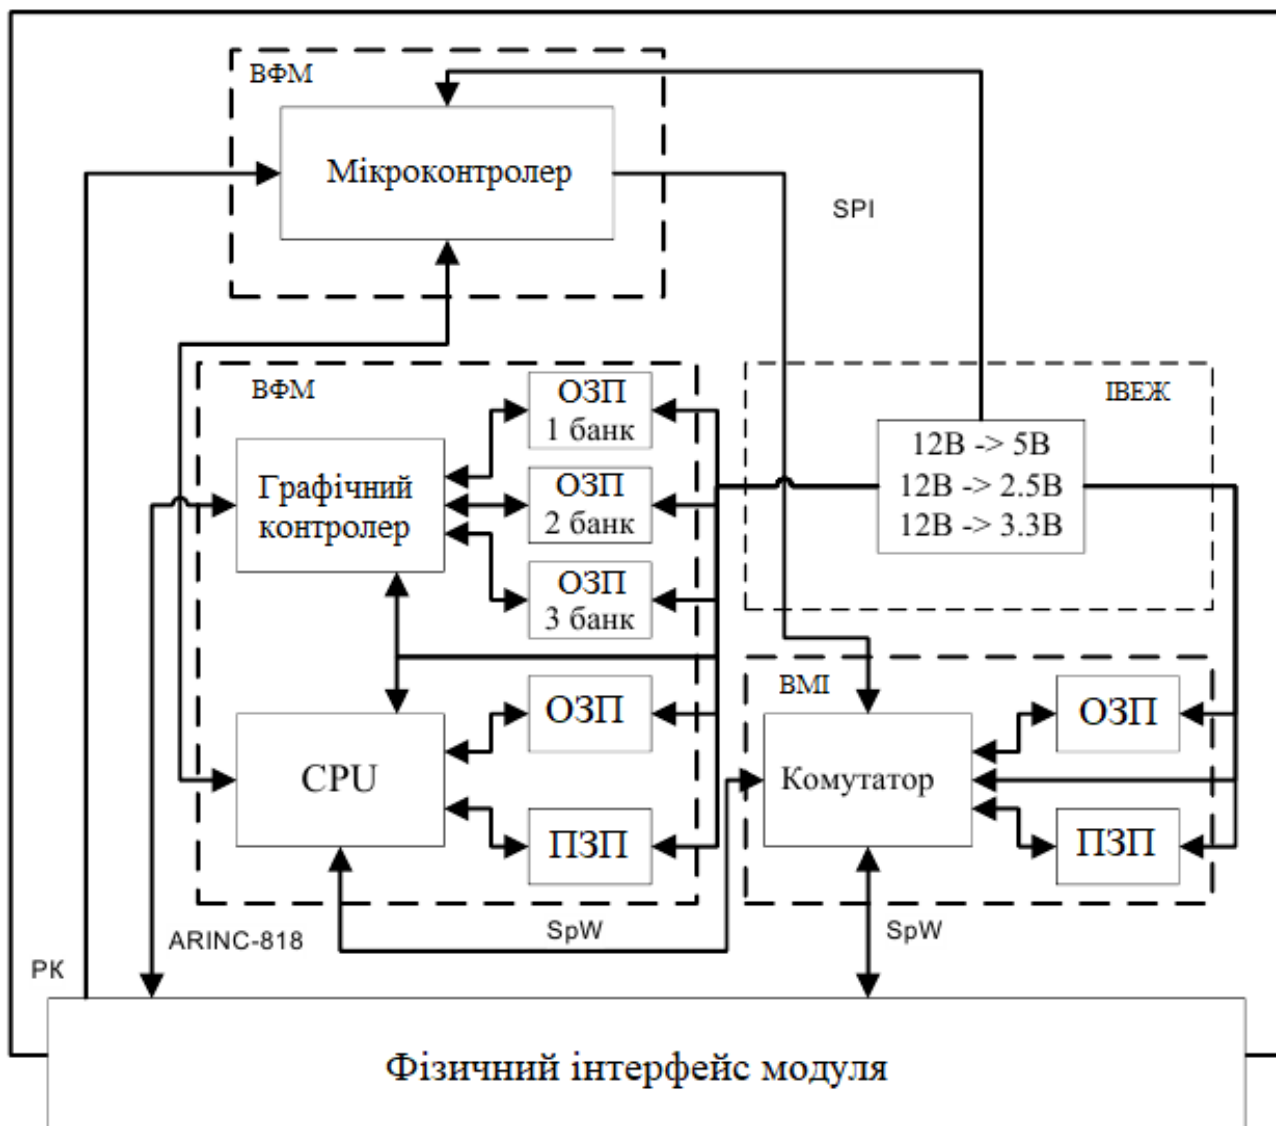 ВФМ
Мікроконтролер
SPI
ВФМ
ОЗП
1 банк
ІВЕЖ
12В -> 5В
12В -> 2.5В
12В -> 3.3В
Графічний
контролер
ОЗП
2 банк
ОЗП
3 банк
ВМІ
CPU
ОЗП
ПЗП
Комутатор
ОЗП
ПЗП
ARINC-818
SpW
SpW
РК
Фізичний інтерфейс модуля